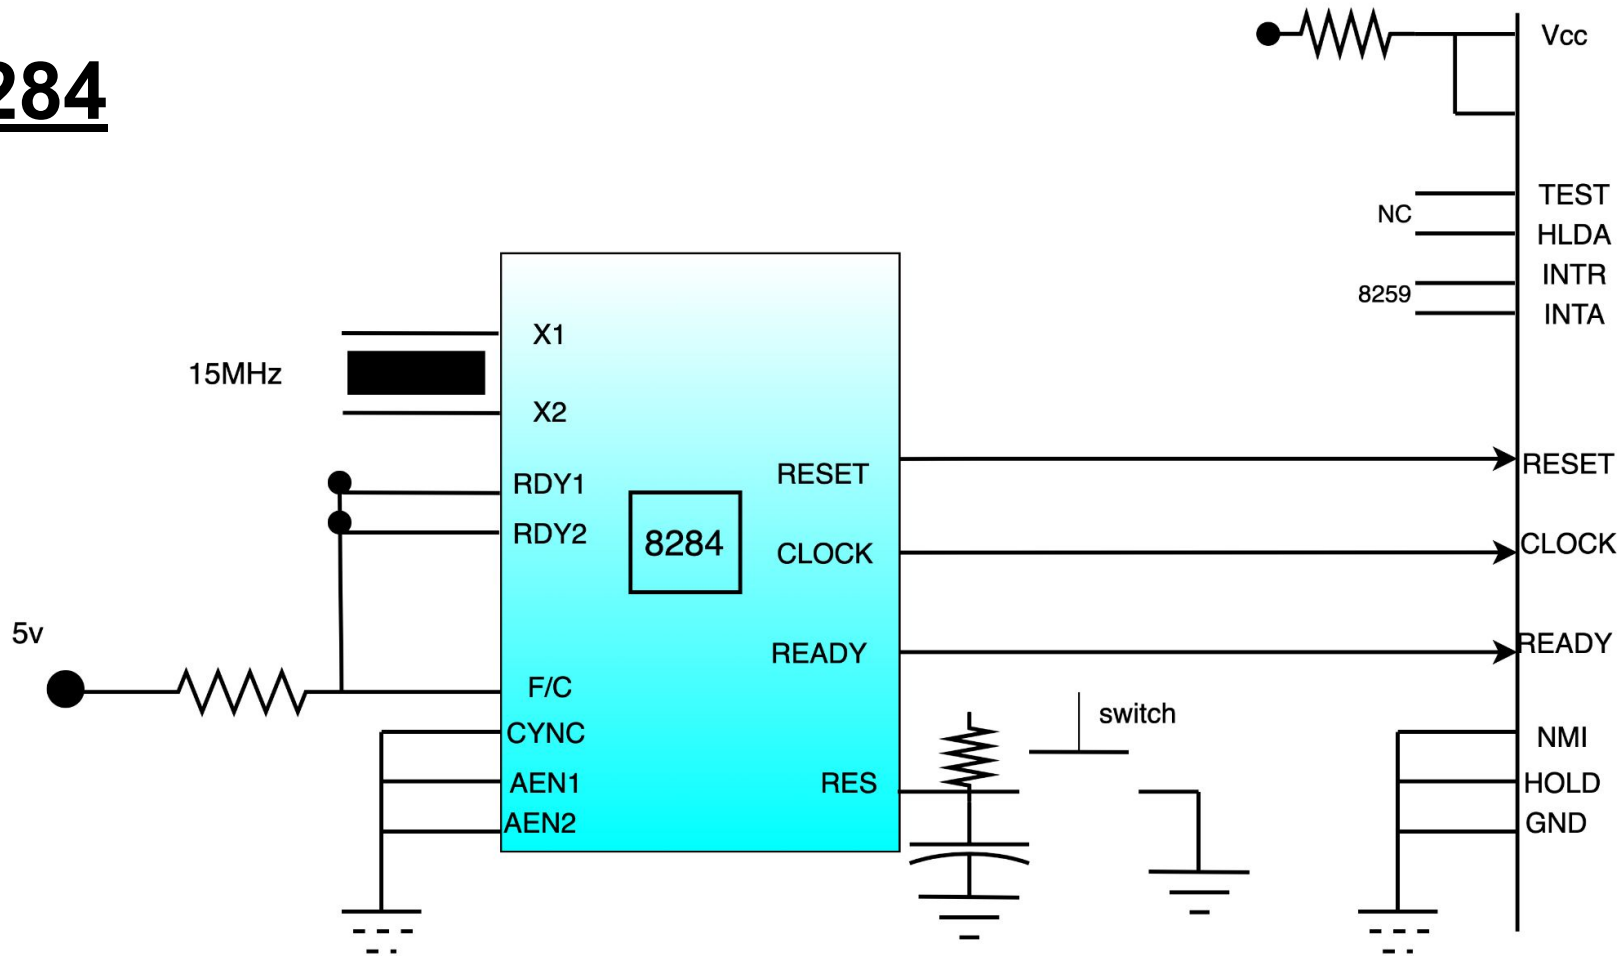 284
Vcc
TEST
NC
HLDA
INTR
8259
INTA
X1
15MHz
X2
RDY1
RDY2
8284
RESET
CLOCK
READY
RESET
CLOCK
READY
5v
F/C
CYNC
AEN1
AEN2
RES
switch
NMI
HOLD
GND